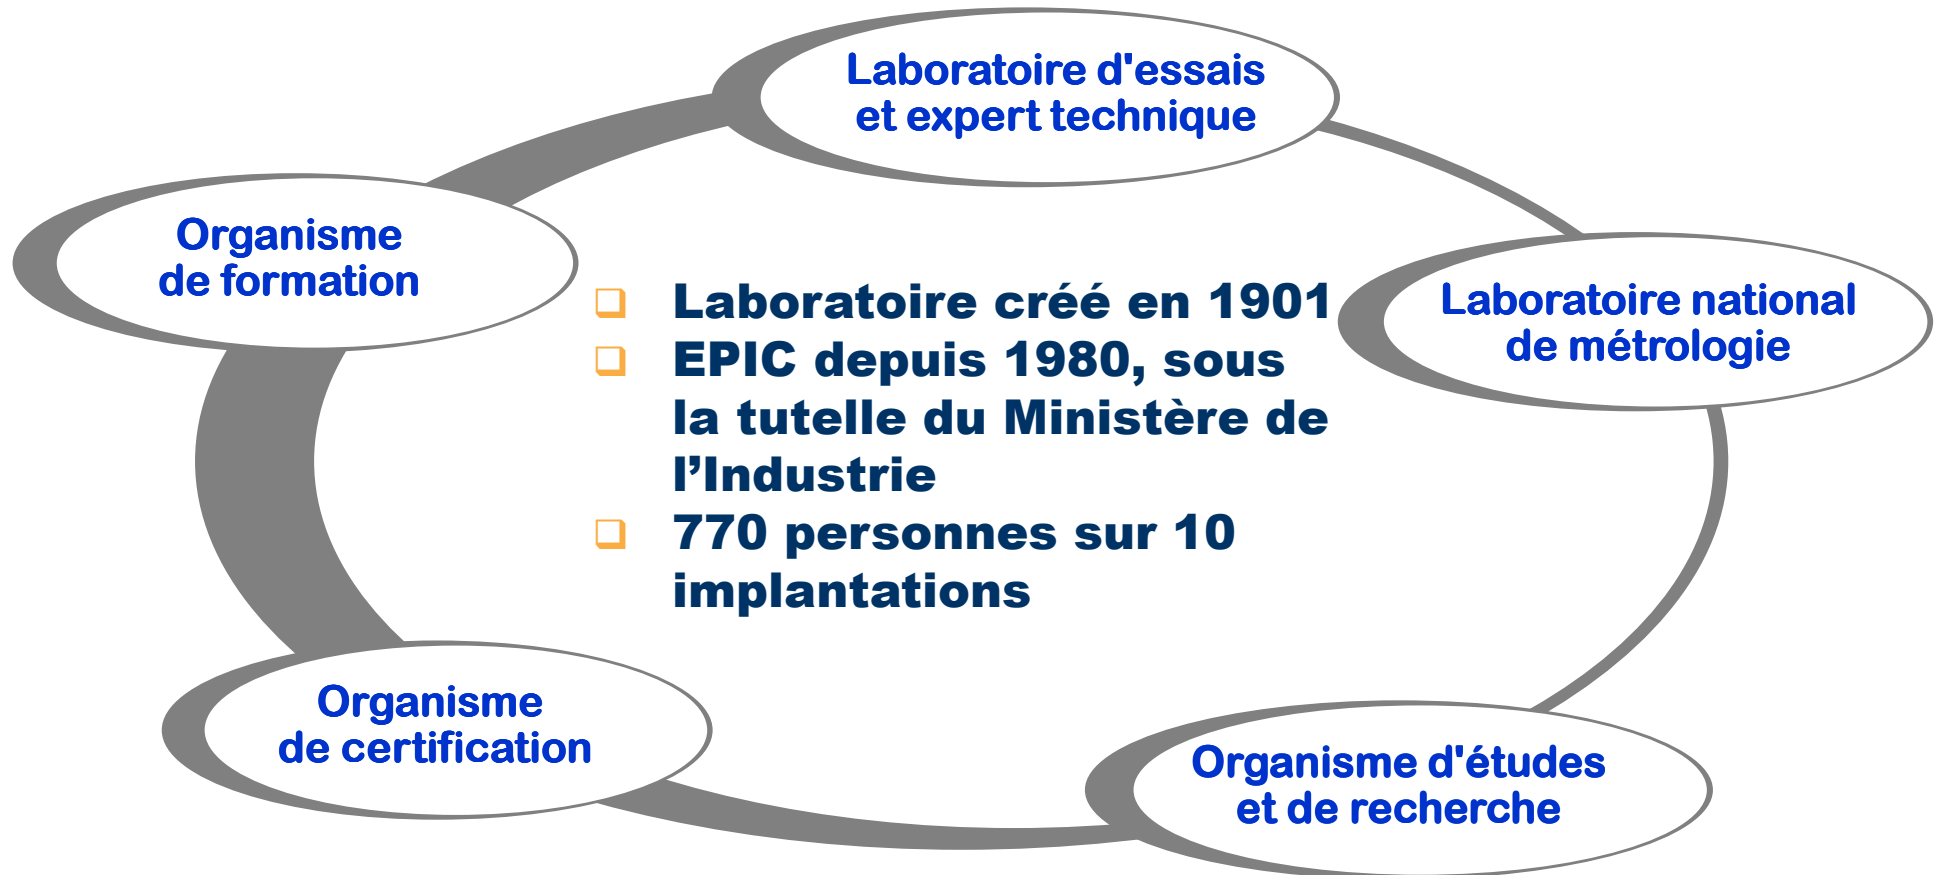 Laboratoire d'essais
et expert technique
Organisme
de formation
Laboratoire national
de métrologie
❑ Laboratoire créé en 1901
❑ EPIC depuis 1980, sous
la tutelle du Ministère de
l’Industrie
❑ 770 personnes sur 10
implantations
Organisme
de certification
Organisme d'études
et de recherche